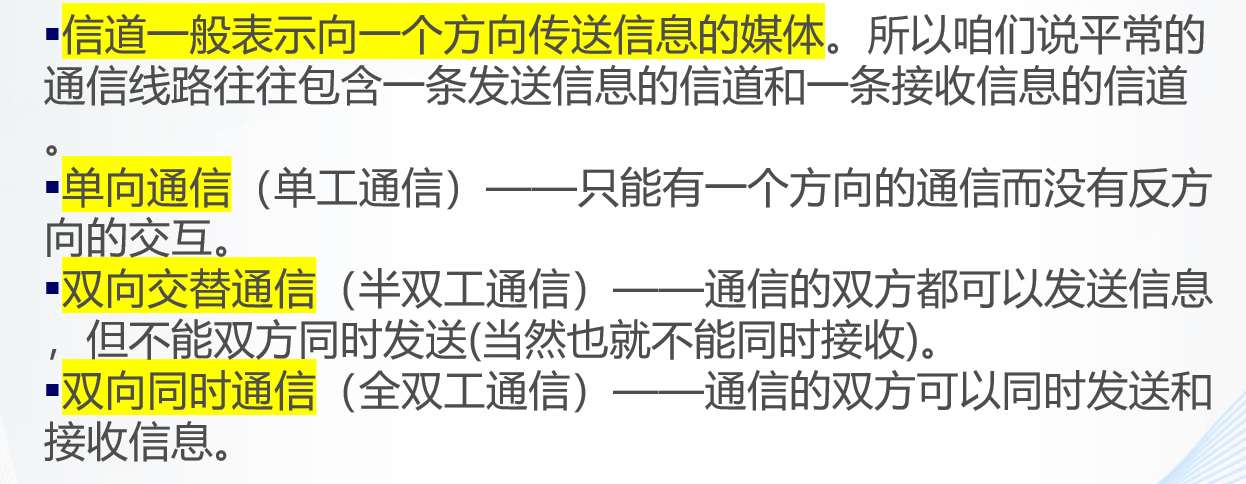 ▪信道一般表示向一个方向传送信息的媒体。所以咱们说平常的
通信线路往往包含一条发送信息的信道和一条接收信息的信道
。
▪单向通信（单工通信）——只能有一个方向的通信而没有反方
向的交互。
▪双向交替通信（半双工通信）——通信的双方都可以发送信息
，但不能双方同时发送(当然也就不能同时接收)。
▪双向同时通信（全双工通信）——通信的双方可以同时发送和
接收信息。